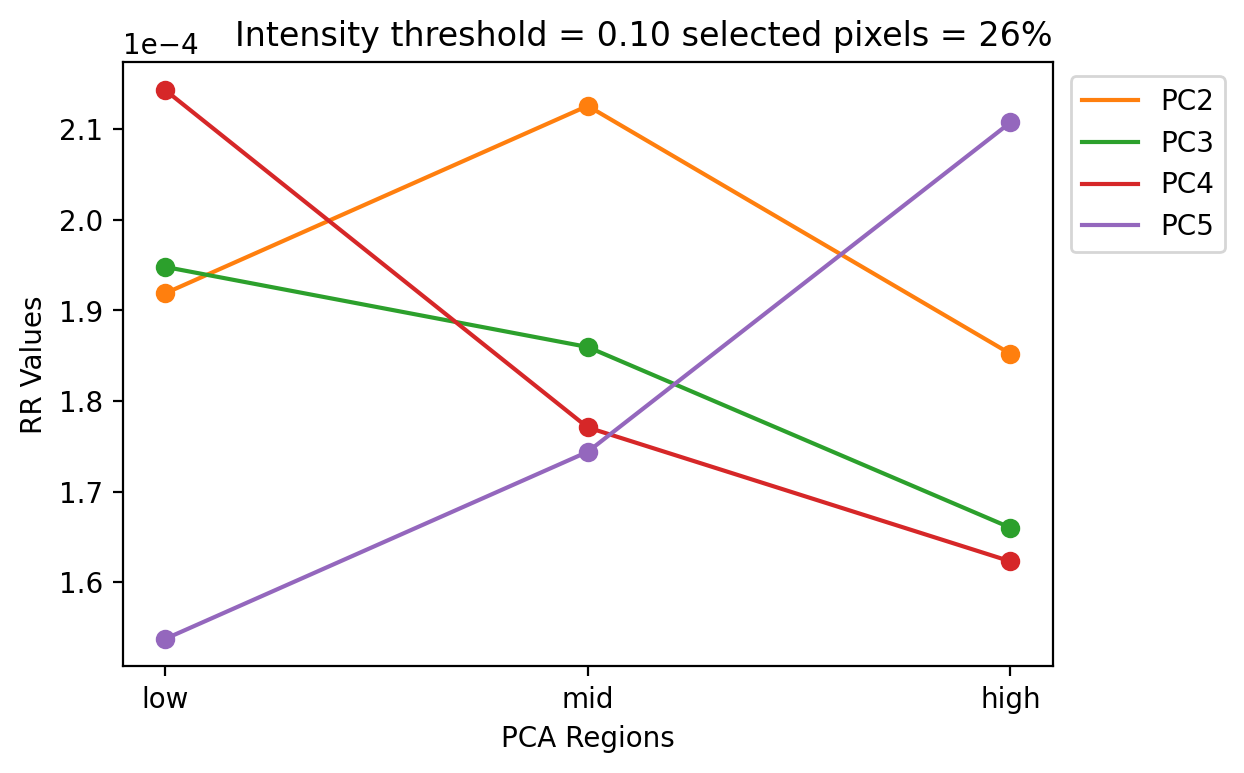 Intensity threshold = 0.10 selected pixels = 26%
1e−4
2.1
2.0
1.9
1.8
1.7
1.6
RR Values
low
mid
high
PCA Regions
PC2
PC3
PC4
PC5